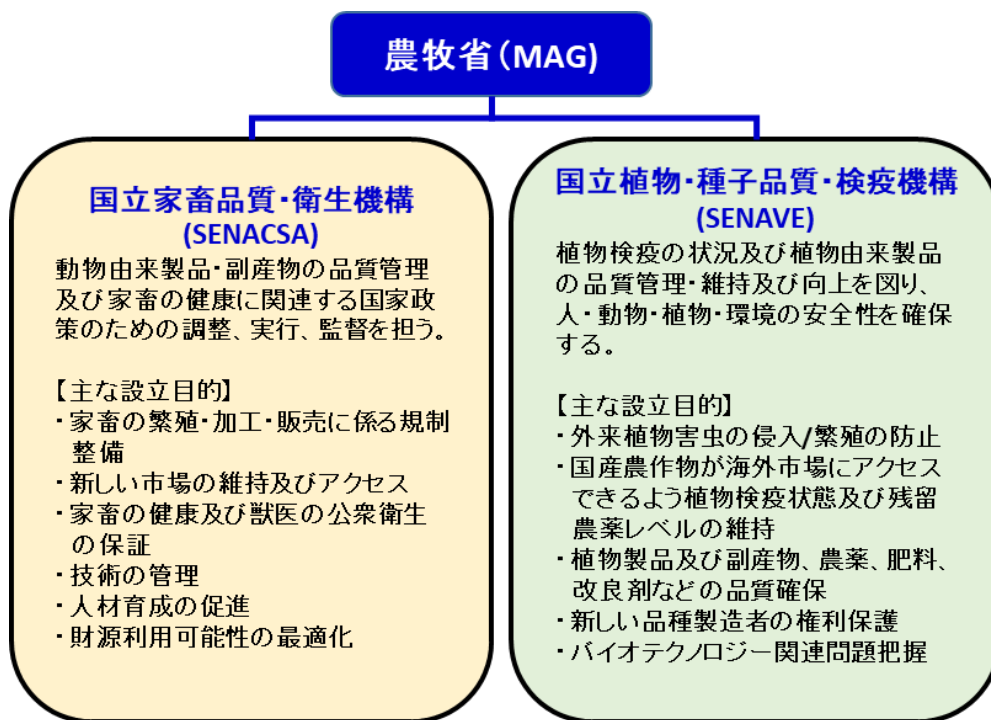 農牧省(MAG)
国立家畜品質・衛生機構
(SENACSA)
動物由来製品・副産物の品質管理
及び家畜の健康に関連する国家政
策のための調整、実行、監督を担う。
【主な設立目的】
・家畜の繁殖・加工・販売に係る規制
整備
・新しい市場の維持及びアクセス
・家畜の健康及び獣医の公衆衛生
の保証
・技術の管理
・人材育成の促進
・財源利用可能性の最適化
国立植物・種子品質・検疫機構
(SENAVE)
植物検疫の状況及び植物由来製品
の品質管理・維持及び向上を図り、
人・動物・植物・環境の安全性を確保
する。
【主な設立目的】
・外来植物害虫の侵入/繁殖の防止
・国産農作物が海外市場にアクセス
できるよう植物検疫状態及び残留
農薬レベルの維持
・植物製品及び副産物、農薬、肥料、
改良剤などの品質確保
・新しい品種製造者の権利保護
・バイオテクノロジー関連問題把握